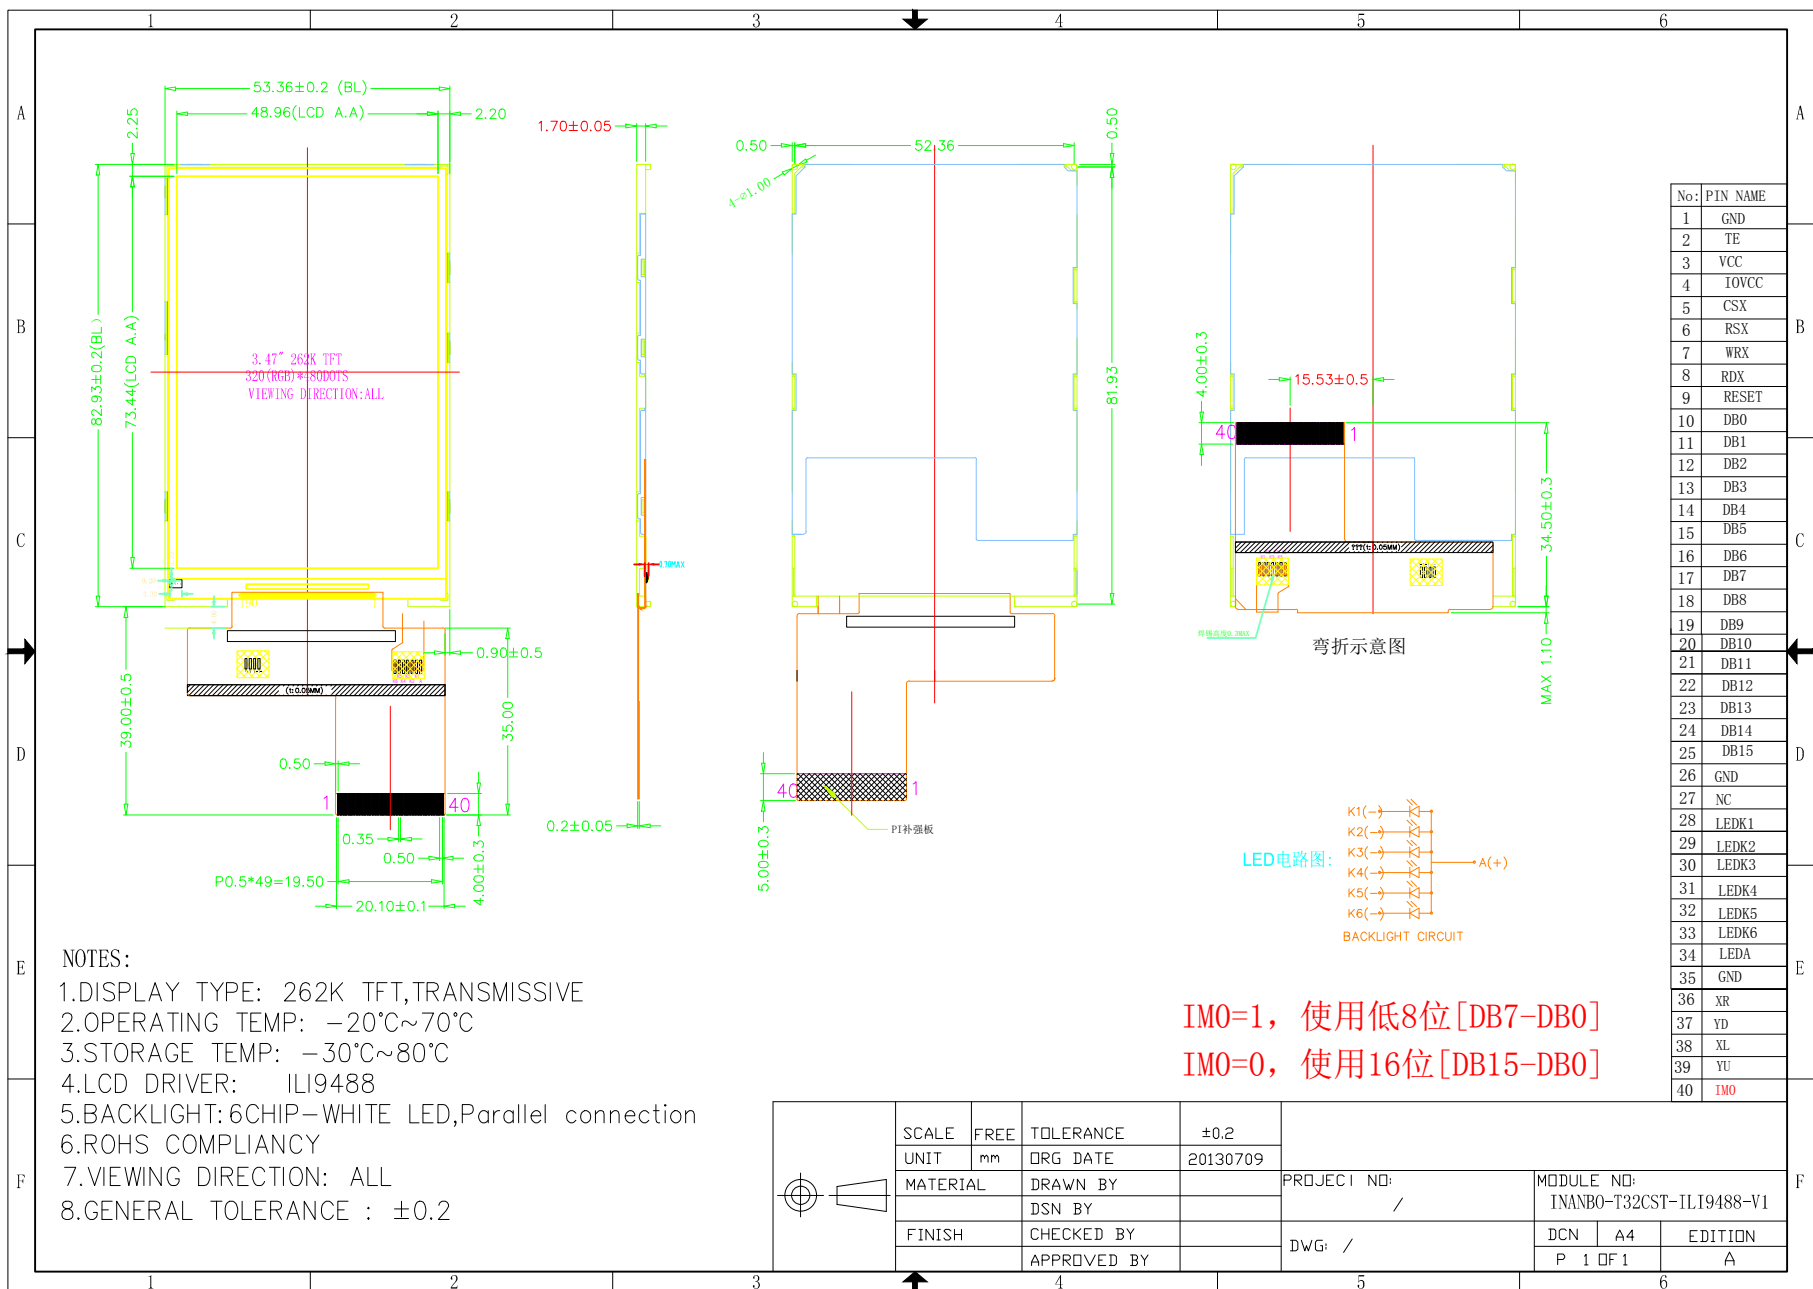 1 2 3 4 5 6
A A
B B
C C
D D
E E
F F
53.36±0.2 (BL)
48.96(LCD A.A)
2.20
2.25
82.93±0.2(BL)
73.44(LCD A.A)
3.47" 262K TFT
320(RGB)*480DOTS
VIEWING DIRECTION:ALL
39.00±0.5
0.90±0.5
35.00
(t:0.05MM)
0.50
1
40
0.35
0.50
4.00±0.3
P0.5*49=19.50
20.10±0.1
1.70±0.05
0.70MAX
0.2±0.05
0.50
52.36
0.50
4-⌀1.00
81.93
40
1
5.00±0.3
PI补强板
4.00±0.3
15.53±0.5
40
1
34.50±0.3
???(t:0.05MM)
MAX 1.10
弯折示意图
LED电路图:
K1(-)
K2(-)
K3(-)
K4(-)
K5(-)
K6(-)
A(+)
BACKLIGHT CIRCUIT
No: PIN NAME
1 GND
2 TE
3 VCC
4 IOVCC
5 CSX
6 RSX
7 WRX
8 RDX
9 RESET
10 DB0
11 DB1
12 DB2
13 DB3
14 DB4
15 DB5
16 DB6
17 DB7
18 DB8
19 DB9
20 DB10
21 DB11
22 DB12
23 DB13
24 DB14
25 DB15
26 GND
27 NC
28 LEDK1
29 LEDK2
30 LEDK3
31 LEDK4
32 LEDK5
33 LEDK6
34 LEDA
35 GND
36 XR
37 YD
38 XL
39 YU
40 IM0
NOTES:
1.DISPLAY TYPE: 262K TFT,TRANSMISSIVE
2.OPERATING TEMP: -20°C~70°C
3.STORAGE TEMP: -30°C~80°C
4.LCD DRIVER: ILI9488
5.BACKLIGHT:6CHIP-WHITE LED,Parallel connection
6.ROHS COMPLIANCY
7.VIEWING DIRECTION: ALL
8.GENERAL TOLERANCE : ±0.2
IM0=1, 使用低8位[DB7-DB0]
IM0=0, 使用16位[DB15-DB0]
SCALE FREE TOLERANCE ±0.2
UNIT mm ORG DATE 20130709
MATERIAL DRAWN BY
DSN BY
FINISH CHECKED BY
APPROVED BY
PROJECT NO:
/
DWG: /
MODULE NO:
INANBO-T32CST-ILI9488-V1
DCN A4 EDITION
P 1 OF 1 A
1 2 3 4 5 6